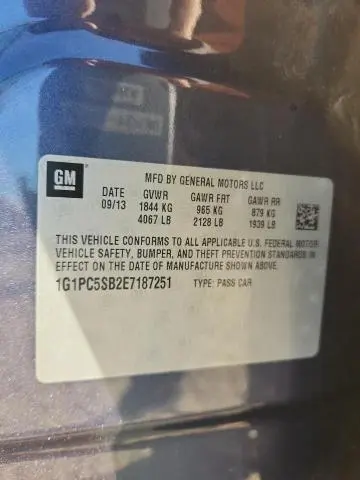 GM
MFD BY GENERAL MOTORS LLC
DATE GVWR GAWR FRT GAWR RR
09/13 1844 KG 965 KG 879 KG
4067 LB 2128 LB 1939 LB
THIS VEHICLE CONFORMS TO ALL APPLICABLE U.S. FEDERAL MOTOR
VEHICLE SAFETY, BUMPER, AND THEFT PREVENTION STANDARDS IN
EFFECT ON THE DATE OF MANUFACTURE SHOWN ABOVE.
1G1PC5SB2E7187251 TYPE: PASS CAR